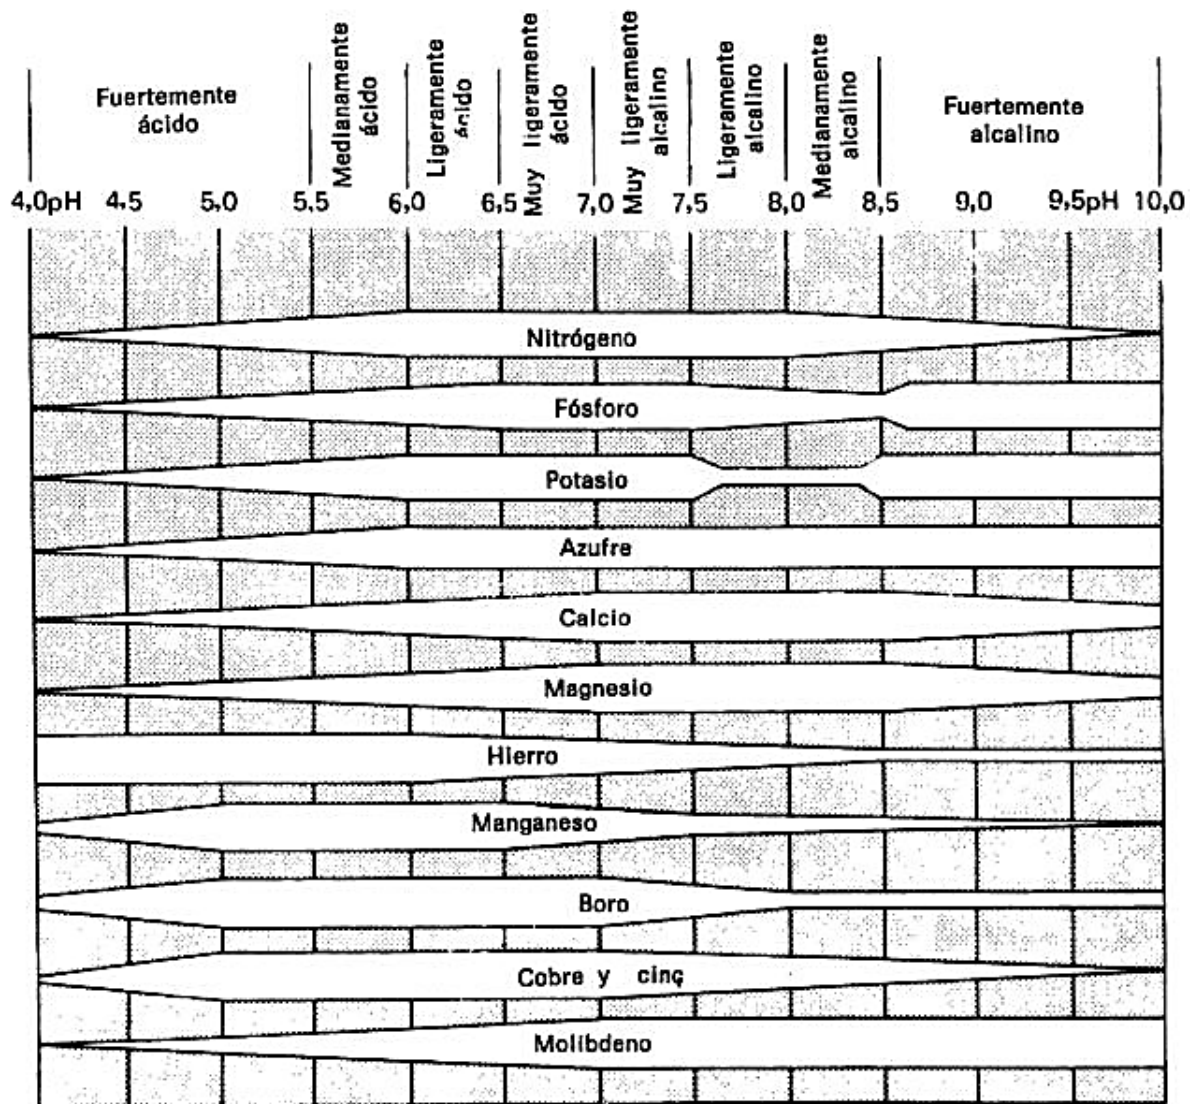 Fuertemente
ácido
Medianamente
ácido
Ligeramente
ácido
Muy ligeramente
ácido
Muy ligeramente
alcalino
Ligeramente
alcalino
Medianamente
alcalino
Fuertemente
alcalino
4,0pH 4.5 5,0 5,5 6,0 6,5 7,0 7,5 8,0 8,5 9,0 9,5pH 10,0
Nitrógeno
Fósforo
Potasio
Azufre
Calcio
Magnesio
Hierro
Manganeso
Boro
Cobre y cinç
Molibdeno